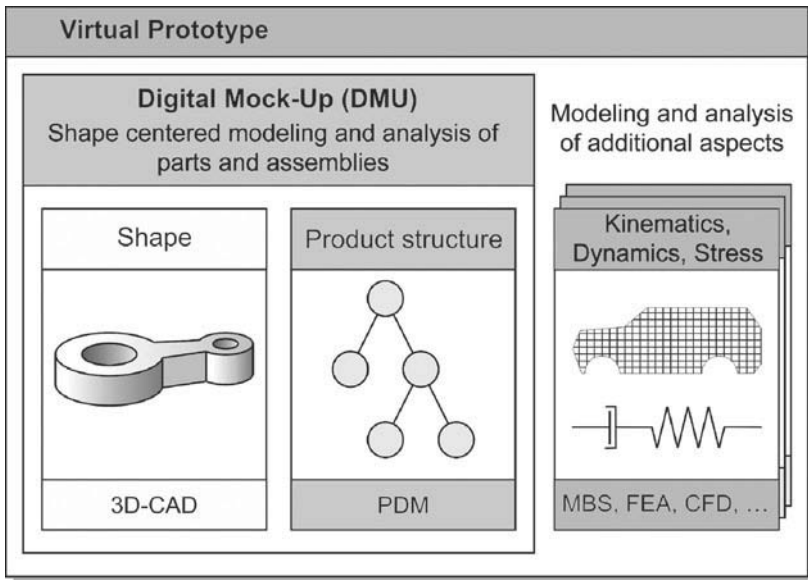 Virtual Prototype
Digital Mock-Up (DMU)
Shape centered modeling and analysis of
parts and assemblies
Modeling and analysis
of additional aspects
Shape
Product structure
Kinematics,
Dynamics, Stress
3D-CAD
PDM
MBS, FEA, CFD, ...